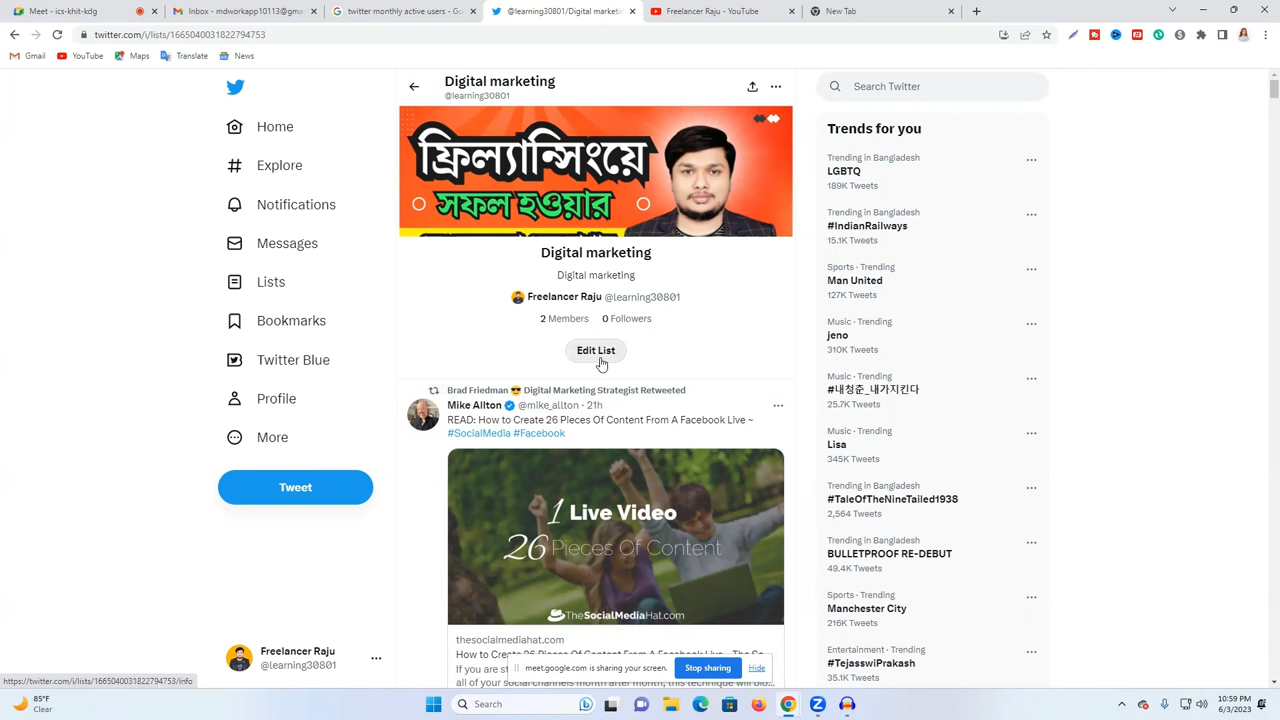 Meet - ics-khit-kdg
Inbox - mdworkapp10113@gma
twitter monthly active users - Go
@learning30801/Digital marketing
Freelancer Raju - YouTube
New Tab
twitter.com/i/lists/1665040031822794753
Gmail
YouTube
Maps
Translate
News
Home
Explore
Notifications
Messages
Lists
Bookmarks
Twitter Blue
Profile
More
Tweet
Freelancer Raju
@learning30801
https://twitter.com/i/lists/1665040031822794753/info
Digital marketing
@learning30801
ফ্রিল্যান্সিংয়ে
সফল হওয়ার
Digital marketing
Digital marketing
Freelancer Raju @learning30801
2 Members 0 Followers
Edit List
Brad Friedman 😎 Digital Marketing Strategist Retweeted
Mike Allton @mike_allton · 21h
READ: How to Create 26 Pieces Of Content From A Facebook Live ~
#SocialMedia #Facebook
1 Live Video
26 Pieces Of Content
TheSocialMediaHat.com
thesocialmediahat.com
How to Create 26 Pieces Of Content From A Facebook Live - The So
If you are st
all of your social channels month after month, this technique will blo...
meet.google.com is sharing your screen.
Stop sharing
Hide
Search Twitter
Trends for you
Trending in Bangladesh
LGBTQ
189K Tweets
Trending in Bangladesh
#IndianRailways
15.1K Tweets
Sports · Trending
Man United
127K Tweets
Music · Trending
jeno
310K Tweets
Music · Trending
#내청춘_내가지킨다
25.7K Tweets
Music · Trending
Lisa
345K Tweets
Trending in Bangladesh
#TaleOfTheNineTailed1938
2,564 Tweets
Trending in Bangladesh
BULLETPROOF RE-DEBUT
49.4K Tweets
Sports · Trending
Manchester City
216K Tweets
Entertainment · Trending
#TejasswiPrakash
35.1K Tweets
85°F
Clear
Search
10:59 PM
6/3/2023